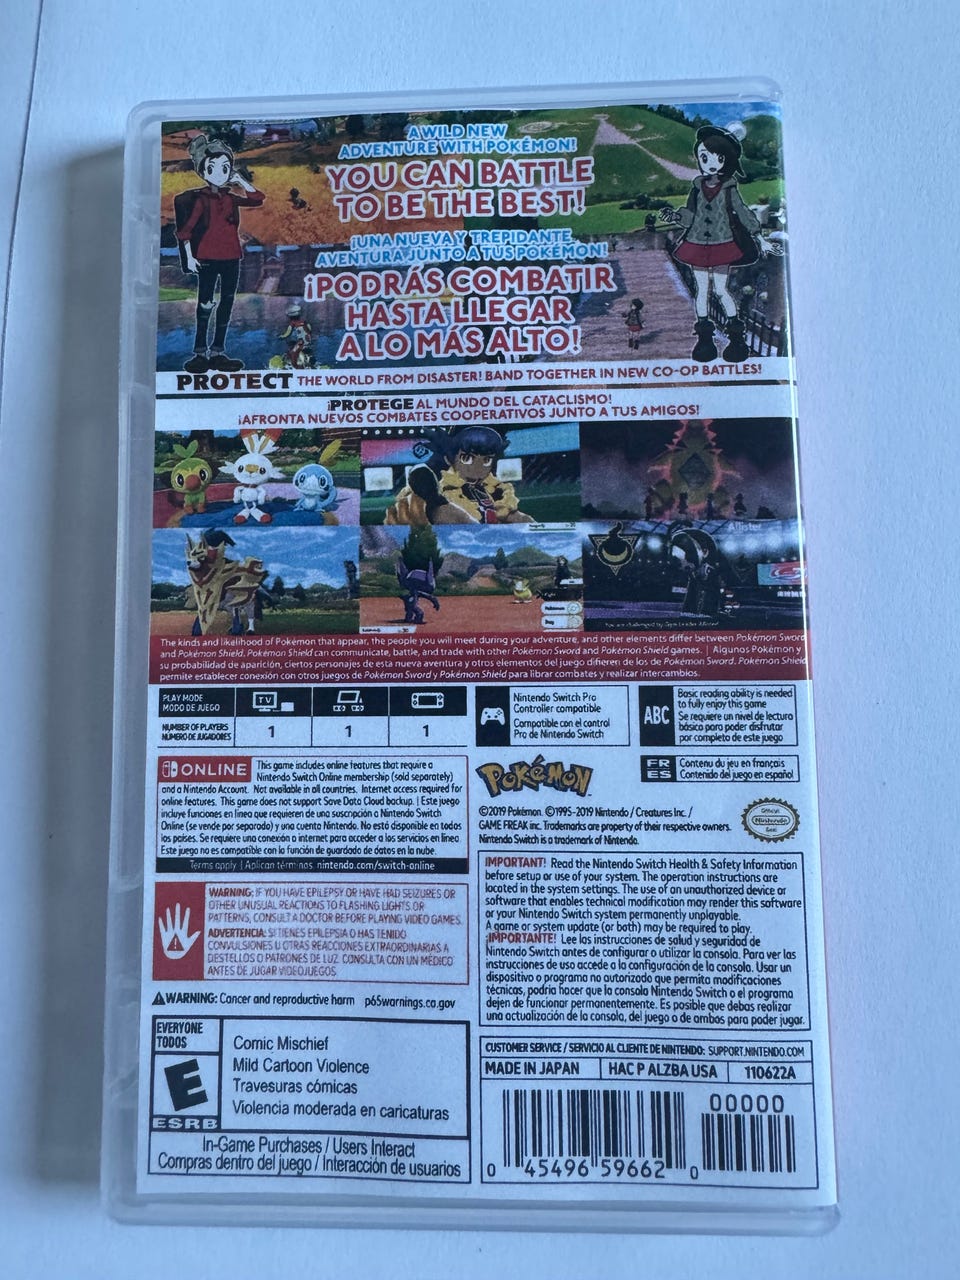 A WILD NEW
ADVENTURE WITH POKÉMON!
YOU CAN BATTLE
TO BE THE BEST!
¡UNA NUEVA Y TREPIDANTE
AVENTURA JUNTO A TUS POKÉMON!
¡PODRÁS COMBATIR
HASTA LLEGAR
A LO MÁS ALTO!
PROTECT THE WORLD FROM DISASTER! BAND TOGETHER IN NEW CO-OP BATTLES!
¡PROTEGE AL MUNDO DEL CATACLISMO!
¡AFRONTA NUEVOS COMBATES COOPERATIVOS JUNTO A TUS AMIGOS!
Allister
The kinds and likelihood of Pokémon that appear, the people you will meet during your adventure, and other elements differ between Pokémon Sword
and Pokémon Shield. Pokémon Shield can communicate, battle, and trade with other Pokémon Sword and Pokémon Shield games. | Algunos Pokémon y
su probabilidad de aparición, ciertos personajes de esta nueva aventura y otros elementos del juego difieren de los de Pokémon Sword. Pokémon Shield
permite establecer conexión con otros juegos de Pokémon Sword y Pokémon Shield para librar combates y realizar intercambios.
PLAY MODE
MODO DE JUEGO
TV
NUMBER OF PLAYERS
NÚMERO DE JUGADORES
1 1 1
Nintendo Switch Pro
Controller compatible
Compatible con el control
Pro de Nintendo Switch
ABC
Basic reading ability is needed
to fully enjoy this game
Se requiere un nivel de lectura
básico para poder disfrutar
por completo de este juego
FR Contenu du jeu en français
ES Contenido del juego en español
ONLINE
This game includes online features that require a
Nintendo Switch Online membership (sold separately)
and a Nintendo Account. Not available in all countries. Internet access required for
online features. This game does not support Save Data Cloud backup. | Este juego
incluye funciones en línea que requieren de una suscripción a Nintendo Switch
Online (se vende por separado) y una cuenta Nintendo. No está disponible en todos
los países. Se requiere una conexión a internet para acceder a los servicios en línea.
Este juego no es compatible con la función de guardado de datos en la nube.
Terms apply | Aplican términos. nintendo.com/switch-online
POKéMON
©2019 Pokémon. ©1995-2019 Nintendo / Creatures Inc. /
GAME FREAK inc. Trademarks are property of their respective owners.
Nintendo Switch is a trademark of Nintendo.
Official
Nintendo
Seal
WARNING: IF YOU HAVE EPILEPSY OR HAVE HAD SEIZURES OR
OTHER UNUSUAL REACTIONS TO FLASHING LIGHTS OR
PATTERNS, CONSULT A DOCTOR BEFORE PLAYING VIDEO GAMES.
ADVERTENCIA: SI TIENES EPILEPSIA O HAS TENIDO
CONVULSIONES U OTRAS REACCIONES EXTRAORDINARIAS A
DESTELLOS O PATRONES DE LUZ, CONSULTA CON UN MÉDICO
ANTES DE JUGAR VIDEOJUEGOS.
WARNING: Cancer and reproductive harm p65warnings.ca.gov
IMPORTANT! Read the Nintendo Switch Health & Safety Information
before setup or use of your system. The operation instructions are
located in the system settings. The use of an unauthorized device or
software that enables technical modification may render this software
or your Nintendo Switch system permanently unplayable.
A game or system update (or both) may be required to play.
¡IMPORTANTE! Lee las instrucciones de salud y seguridad de
Nintendo Switch antes de configurar o utilizar la consola. Para ver las
instrucciones de uso accede a la configuración de la consola. Usar un
dispositivo o programa no autorizado que permita modificaciones
técnicas, podría hacer que la consola Nintendo Switch o el programa
dejen de funcionar permanentemente. Es posible que debas realizar
una actualización de la consola, del juego o de ambos para poder jugar.
EVERYONE
TODOS
E
ESRB
Comic Mischief
Mild Cartoon Violence
Travesuras cómicas
Violencia moderada en caricaturas
In-Game Purchases / Users Interact
Compras dentro del juego / Interacción de usuarios
CUSTOMER SERVICE / SERVICIO AL CLIENTE DE NINTENDO: SUPPORT.NINTENDO.COM
MADE IN JAPAN HAC P ALZBA USA 110622A
00000
0 45496 59662 0